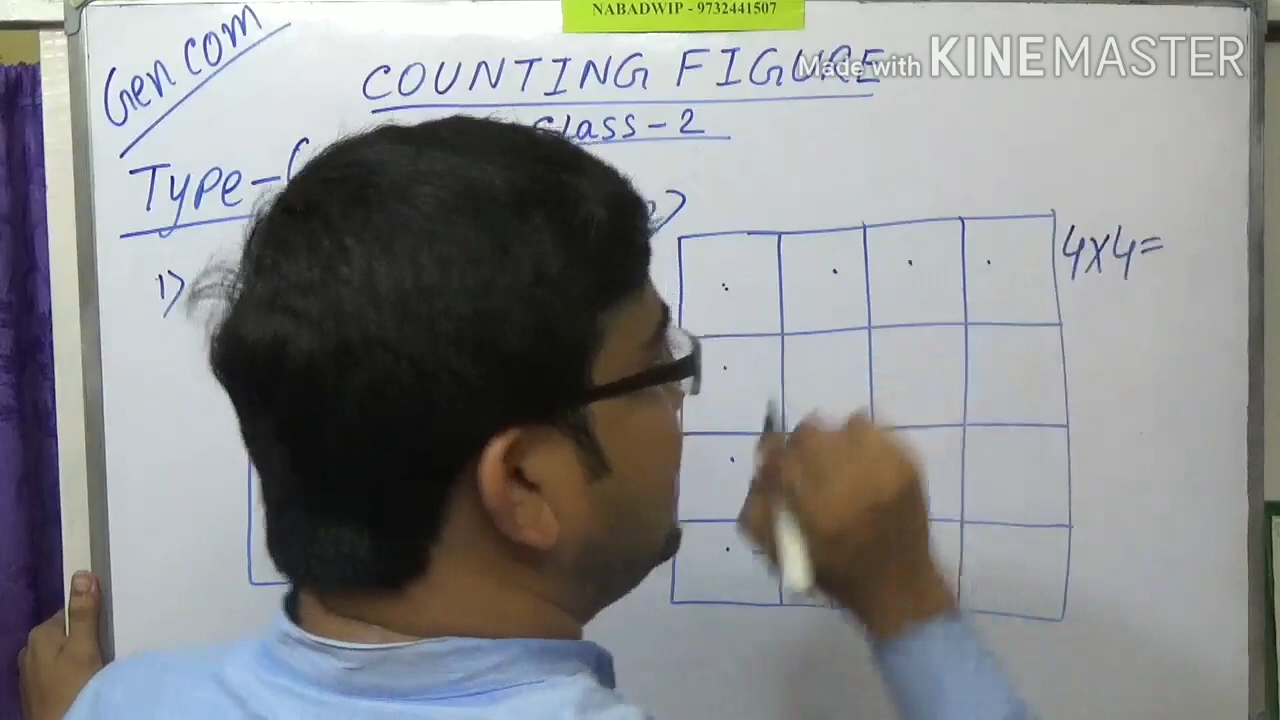 NABADWIP - 9732441507
Made with KINEMASTER
Gen com
COUNTING FIGURE
Class-2
Type-
1)
4x4=